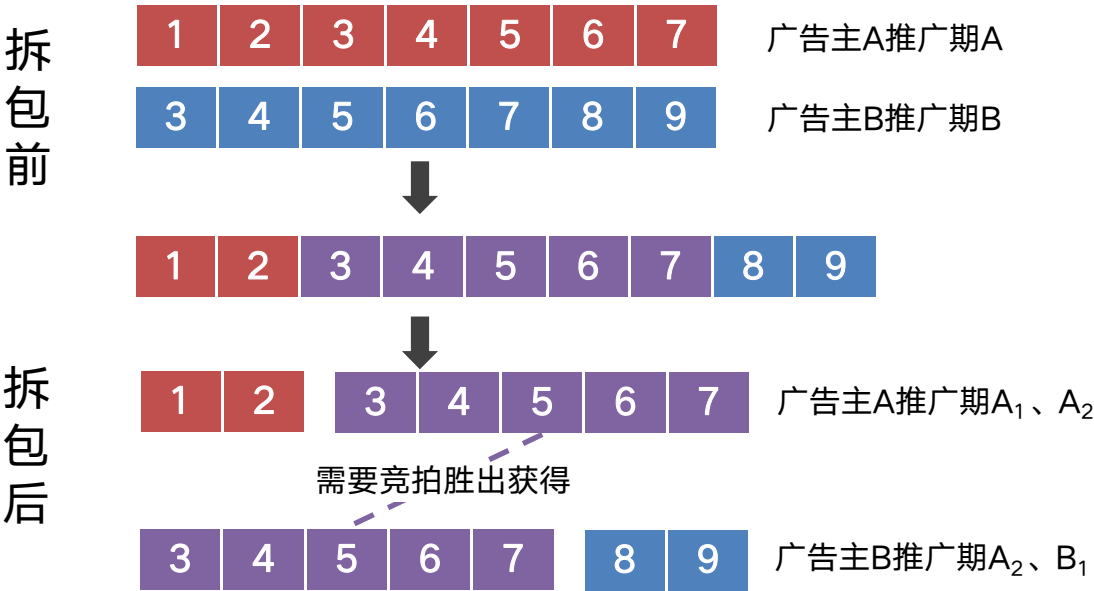 拆包前
1 2 3 4 5 6 7 广告主A推广期A
3 4 5 6 7 8 9 广告主B推广期B
1 2 3 4 5 6 7 8 9
拆包后
1 2 3 4 5 6 7 广告主A推广期A₁、A₂
需要竞拍胜出获得
3 4 5 6 7 8 9 广告主B推广期A₂、B₁